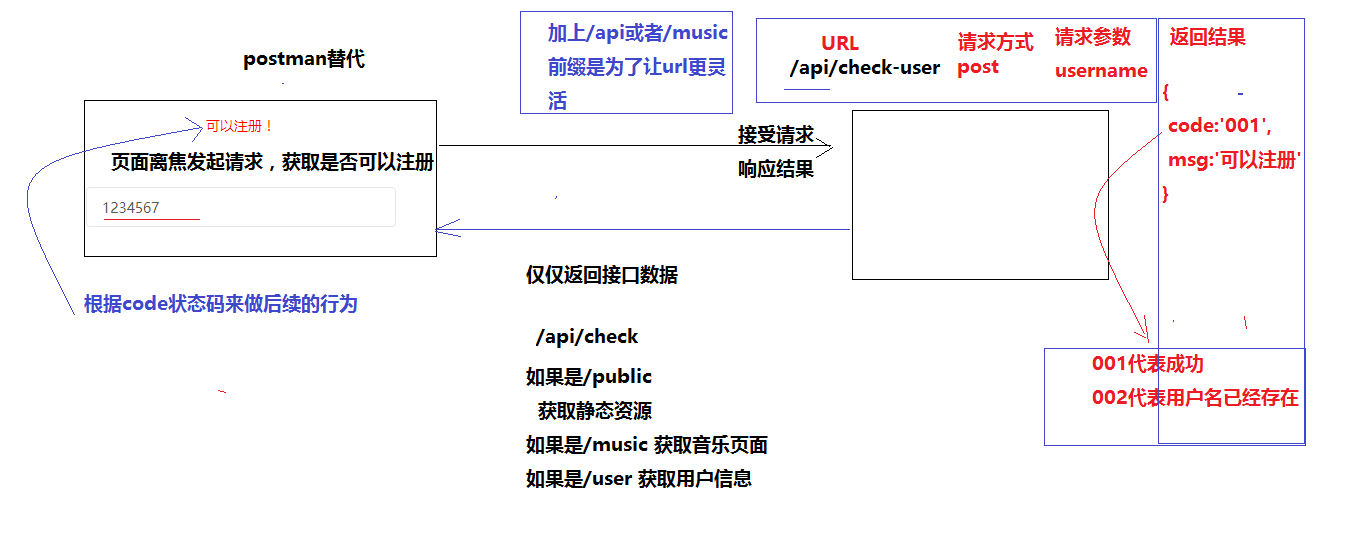 postman替代
可以注册！
页面离焦发起请求，获取是否可以注册
1234567
根据code状态码来做后续的行为
加上/api或者/music
前缀是为了让url更灵
活
接受请求
响应结果
仅仅返回接口数据
/api/check
如果是/public
获取静态资源
如果是/music 获取音乐页面
如果是/user 获取用户信息
URL
/api/check-user
请求方式
post
请求参数
username
返回结果
{
code:'001',
msg:'可以注册'
}
001代表成功
002代表用户名已经存在